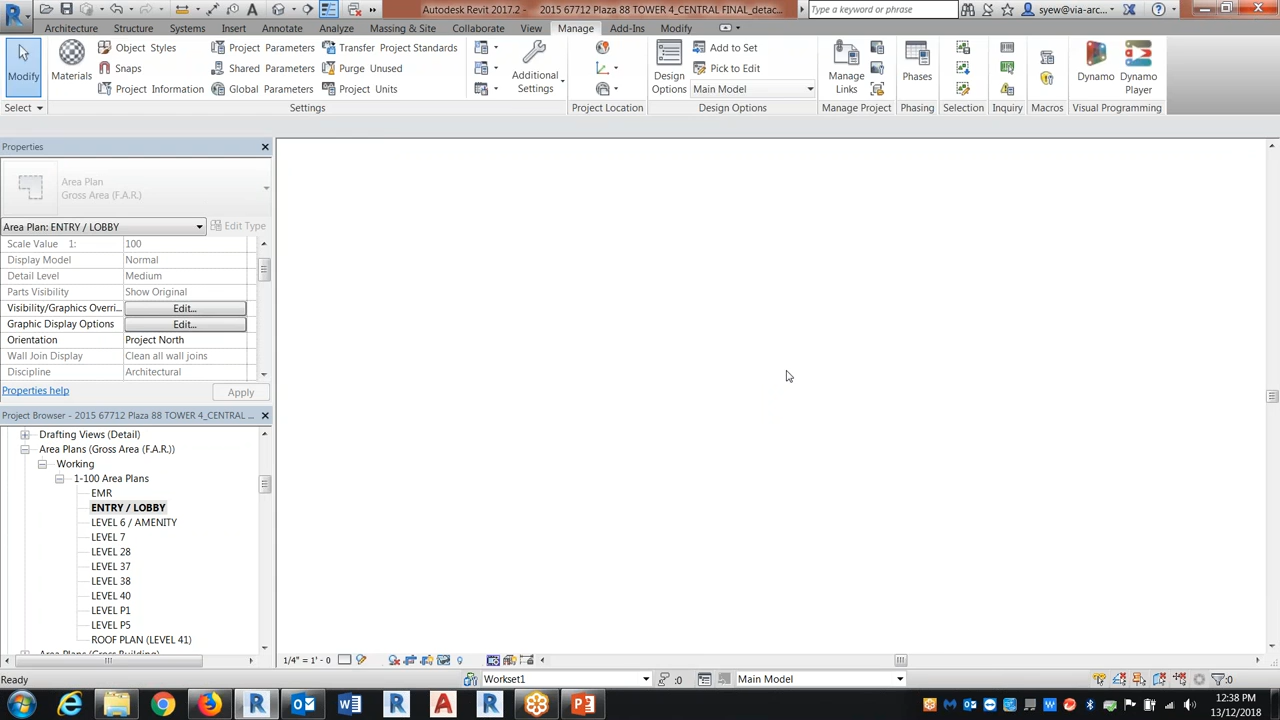 Autodesk Revit 2017.2 - 2015 67712 Plaza 88 TOWER 4_CENTRAL FINAL_detac...
Type a keyword or phrase
syew@via-arc...
Architecture Structure Systems Insert Annotate Analyze Massing & Site Collaborate View Manage Add-Ins Modify
Modify
Materials
Object Styles
Snaps
Project Information
Project Parameters
Shared Parameters
Global Parameters
Transfer Project Standards
Purge Unused
Project Units
Additional
Settings
Design
Options
Add to Set
Pick to Edit
Main Model
Manage
Links
Phases
Dynamo
Dynamo
Player
Select Settings Project Location Design Options Manage Project Phasing Selection Inquiry Macros Visual Programming
Properties
Area Plan
Gross Area (F.A.R.)
Area Plan: ENTRY / LOBBY Edit Type
Scale Value 1: 100
Display Model Normal
Detail Level Medium
Parts Visibility Show Original
Visibility/Graphics Overri... Edit...
Graphic Display Options Edit...
Orientation Project North
Wall Join Display Clean all wall joins
Discipline Architectural
Properties help Apply
Project Browser - 2015 67712 Plaza 88 TOWER 4_CENTRAL ...
Drafting Views (Detail)
Area Plans (Gross Area (F.A.R.))
Working
1-100 Area Plans
EMR
ENTRY / LOBBY
LEVEL 6 / AMENITY
LEVEL 7
LEVEL 28
LEVEL 37
LEVEL 38
LEVEL 40
LEVEL P1
LEVEL P5
ROOF PLAN (LEVEL 41)
Area Plans (Gross Building)
1/4" = 1' - 0
Ready Workset1 :0 Main Model :0
12:38 PM
13/12/2018